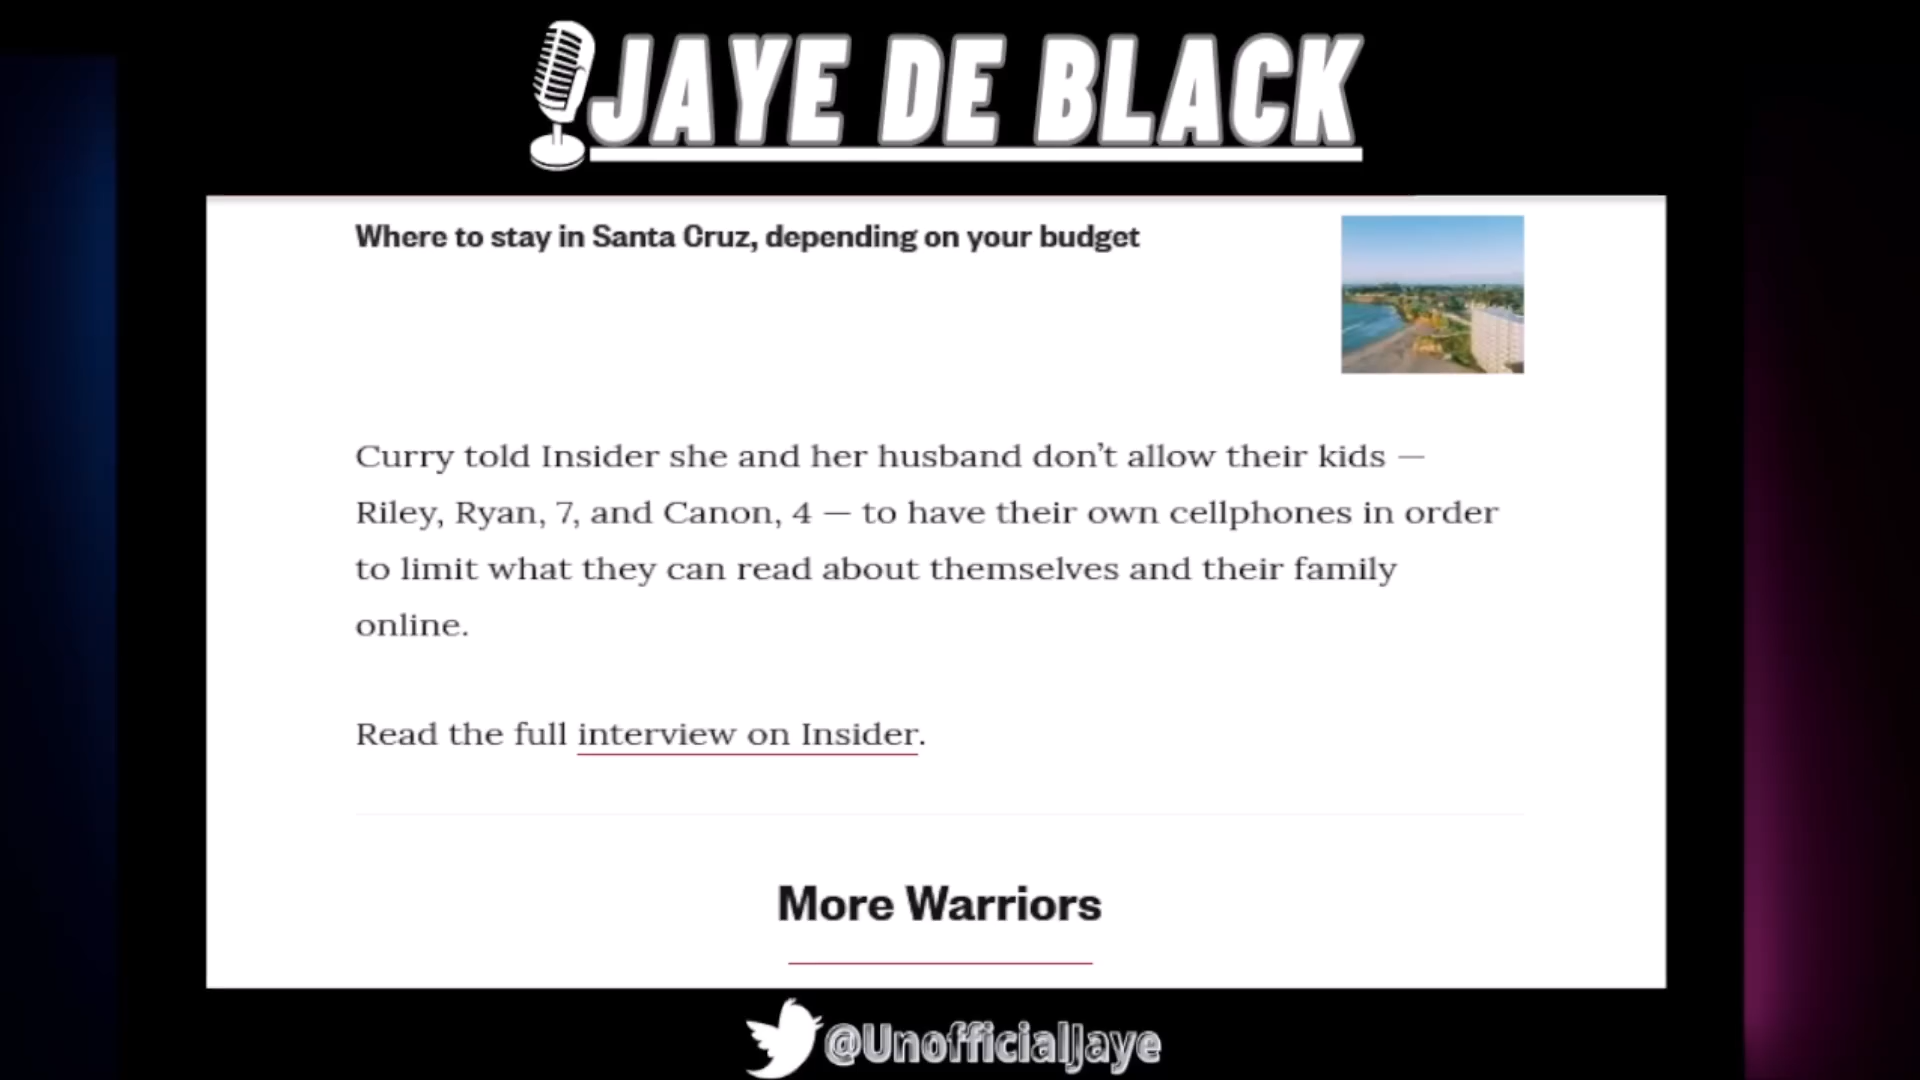 JAYE DE BLACK
Where to stay in Santa Cruz, depending on your budget
Curry told Insider she and her husband don’t allow their kids —
Riley, Ryan, 7, and Canon, 4 — to have their own cellphones in order
to limit what they can read about themselves and their family
online.
Read the full interview on Insider.
More Warriors
@UnofficialJaye